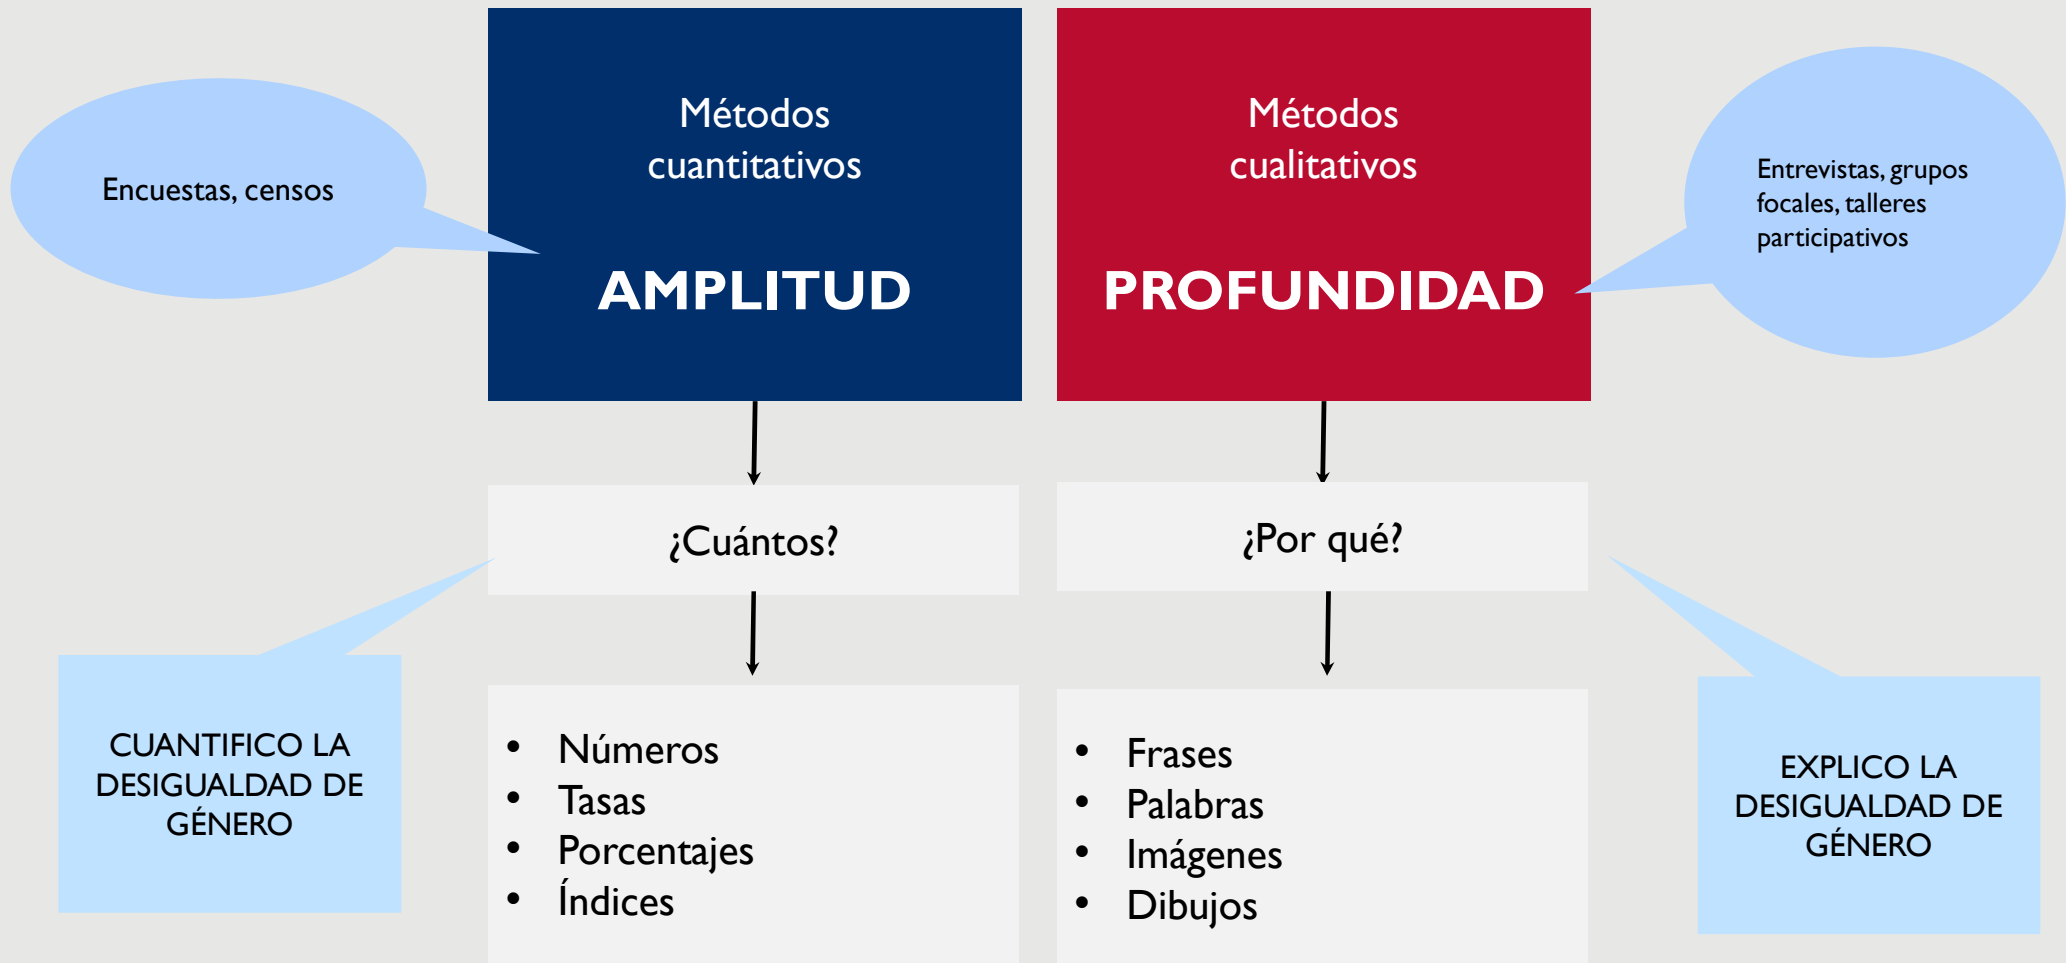 Métodos
cuantitativos
AMPLITUD
Métodos
cualitativos
PROFUNDIDAD
Encuestas, censos
Entrevistas, grupos
focales, talleres
participativos
¿Cuántos?
¿Por qué?
CUANTIFICO LA
DESIGUALDAD DE
GÉNERO
• Números
• Tasas
• Porcentajes
• Índices
• Frases
• Palabras
• Imágenes
• Dibujos
EXPLICO LA
DESIGUALDAD DE
GÉNERO